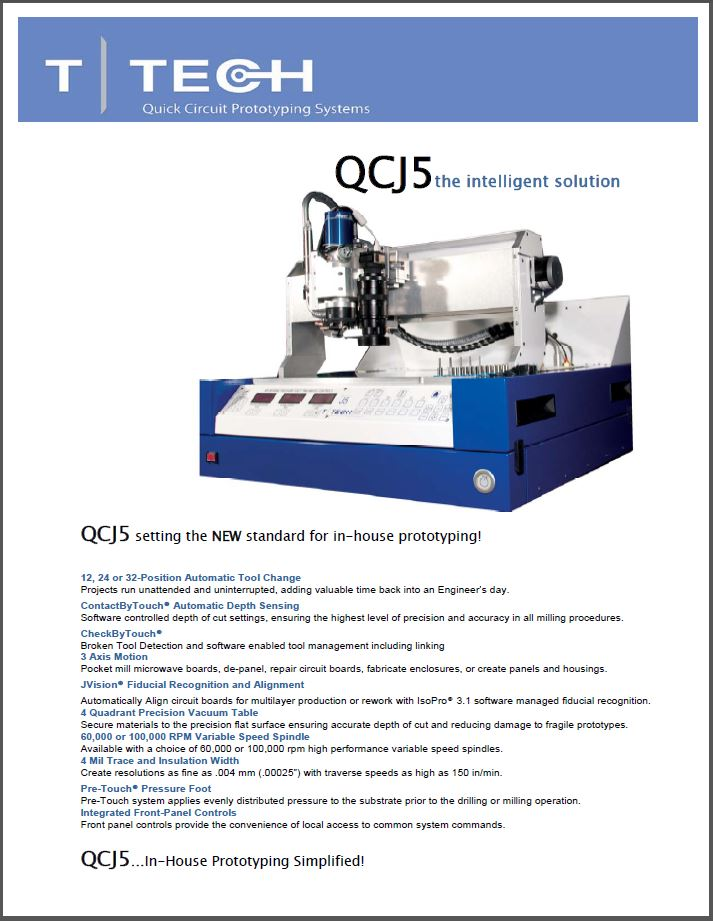 T TECH
Quick Circuit Prototyping Systems
QCJ5 the intelligent solution
J5
T TECH
QCJ5 setting the NEW standard for in-house prototyping!
12, 24 or 32-Position Automatic Tool Change
Projects run unattended and uninterrupted, adding valuable time back into an Engineer's day.
ContactByTouch® Automatic Depth Sensing
Software controlled depth of cut settings, ensuring the highest level of precision and accuracy in all milling procedures.
CheckByTouch®
Broken Tool Detection and software enabled tool management including linking
3 Axis Motion
Pocket mill microwave boards, de-panel, repair circuit boards, fabricate enclosures, or create panels and housings.
JVision® Fiducial Recognition and Alignment
Automatically Align circuit boards for multilayer production or rework with IsoPro® 3.1 software managed fiducial recognition.
4 Quadrant Precision Vacuum Table
Secure materials to the precision flat surface ensuring accurate depth of cut and reducing damage to fragile prototypes.
60,000 or 100,000 RPM Variable Speed Spindle
Available with a choice of 60,000 or 100,000 rpm high performance variable speed spindles.
4 Mil Trace and Insulation Width
Create resolutions as fine as .004 mm (.00025") with traverse speeds as high as 150 in/min.
Pre-Touch® Pressure Foot
Pre-Touch system applies evenly distributed pressure to the substrate prior to the drilling or milling operation.
Integrated Front-Panel Controls
Front panel controls provide the convenience of local access to common system commands.
QCJ5...In-House Prototyping Simplified!